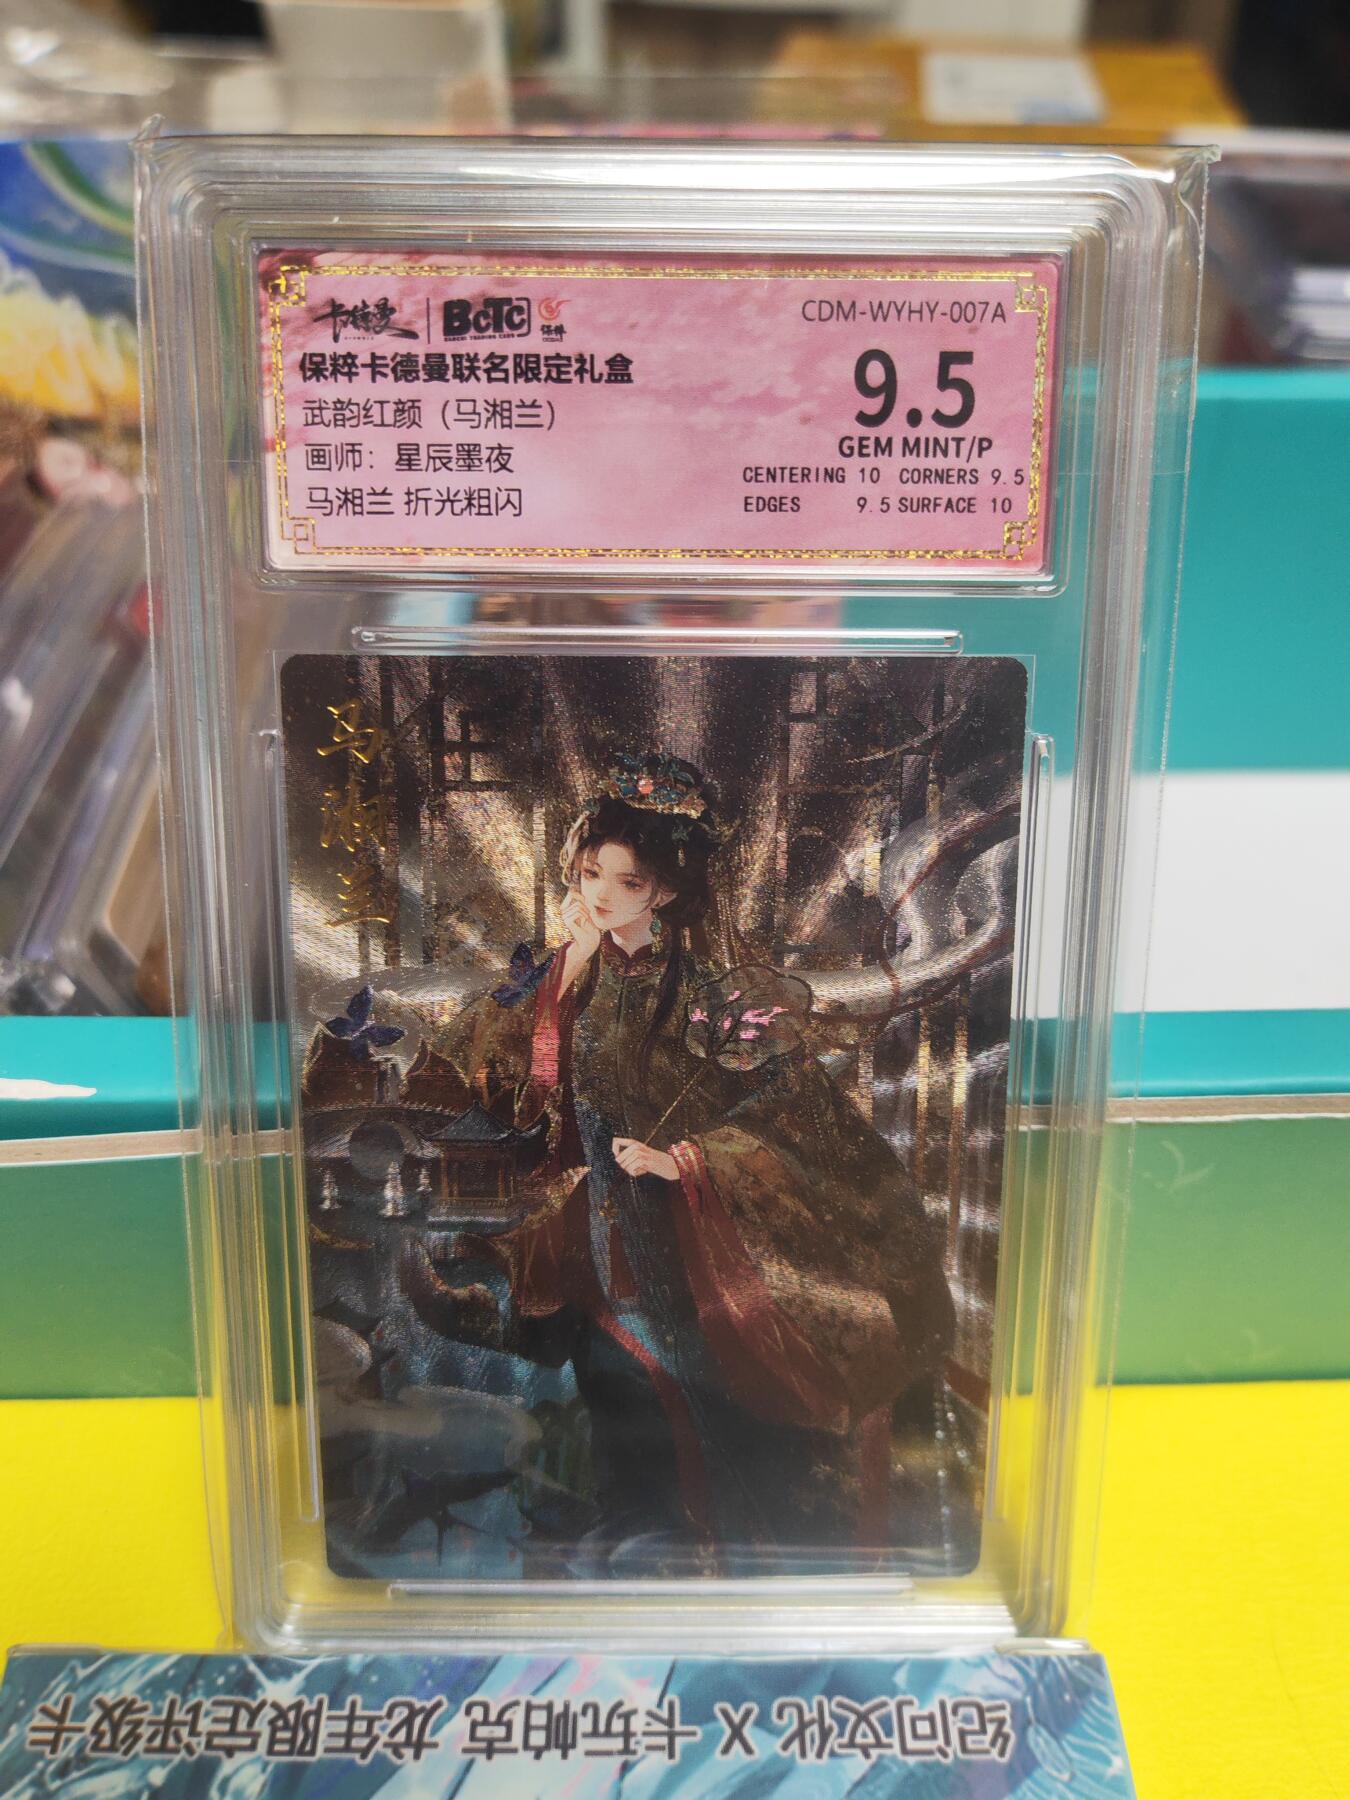 卡德曼 BCTC 保粹
CDM-WYHY-007A
保粹卡德曼联名限定礼盒
武韵红颜（马湘兰）
画师：星辰墨夜
马湘兰 折光粗闪
9.5
GEM MINT/P
CENTERING 10 CORNERS 9.5
EDGES 9.5 SURFACE 10
马湘兰
纪问文化 X 卡玩帕克 龙年限定评级卡